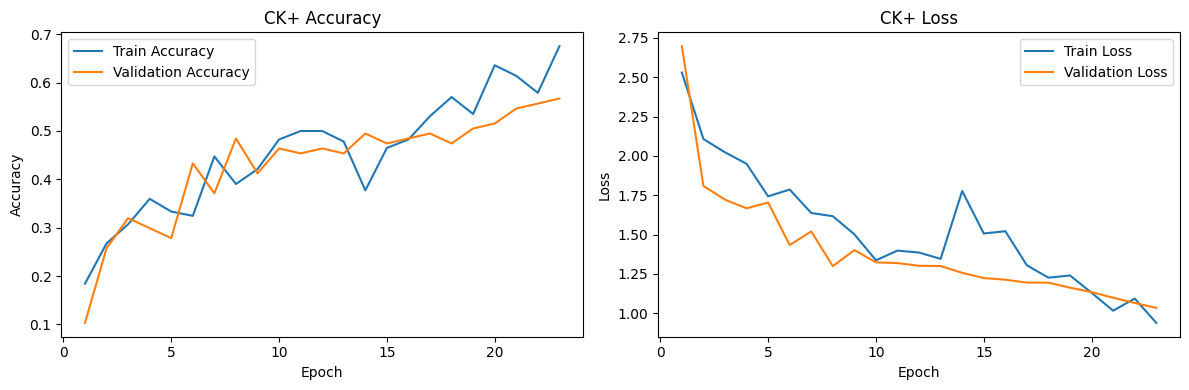 CK+ Accuracy
Train Accuracy
Validation Accuracy
Accuracy
0.7
0.6
0.5
0.4
0.3
0.2
0.1
0
5
10
15
20
Epoch
CK+ Loss
Train Loss
Validation Loss
Loss
2.75
2.50
2.25
2.00
1.75
1.50
1.25
1.00
0
5
10
15
20
Epoch